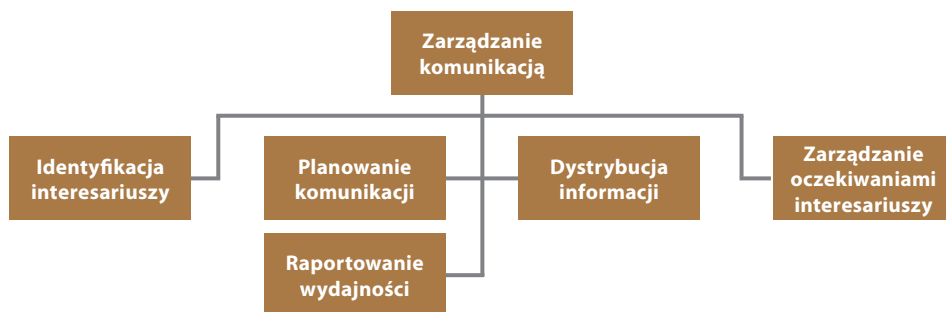 Zarządzanie
komunikacją
Identyfikacja
interesariuszy
Planowanie
komunikacji
Dystrybucja
informacji
Zarządzanie
oczekiwaniami
interesariuszy
Raportowanie
wydajności